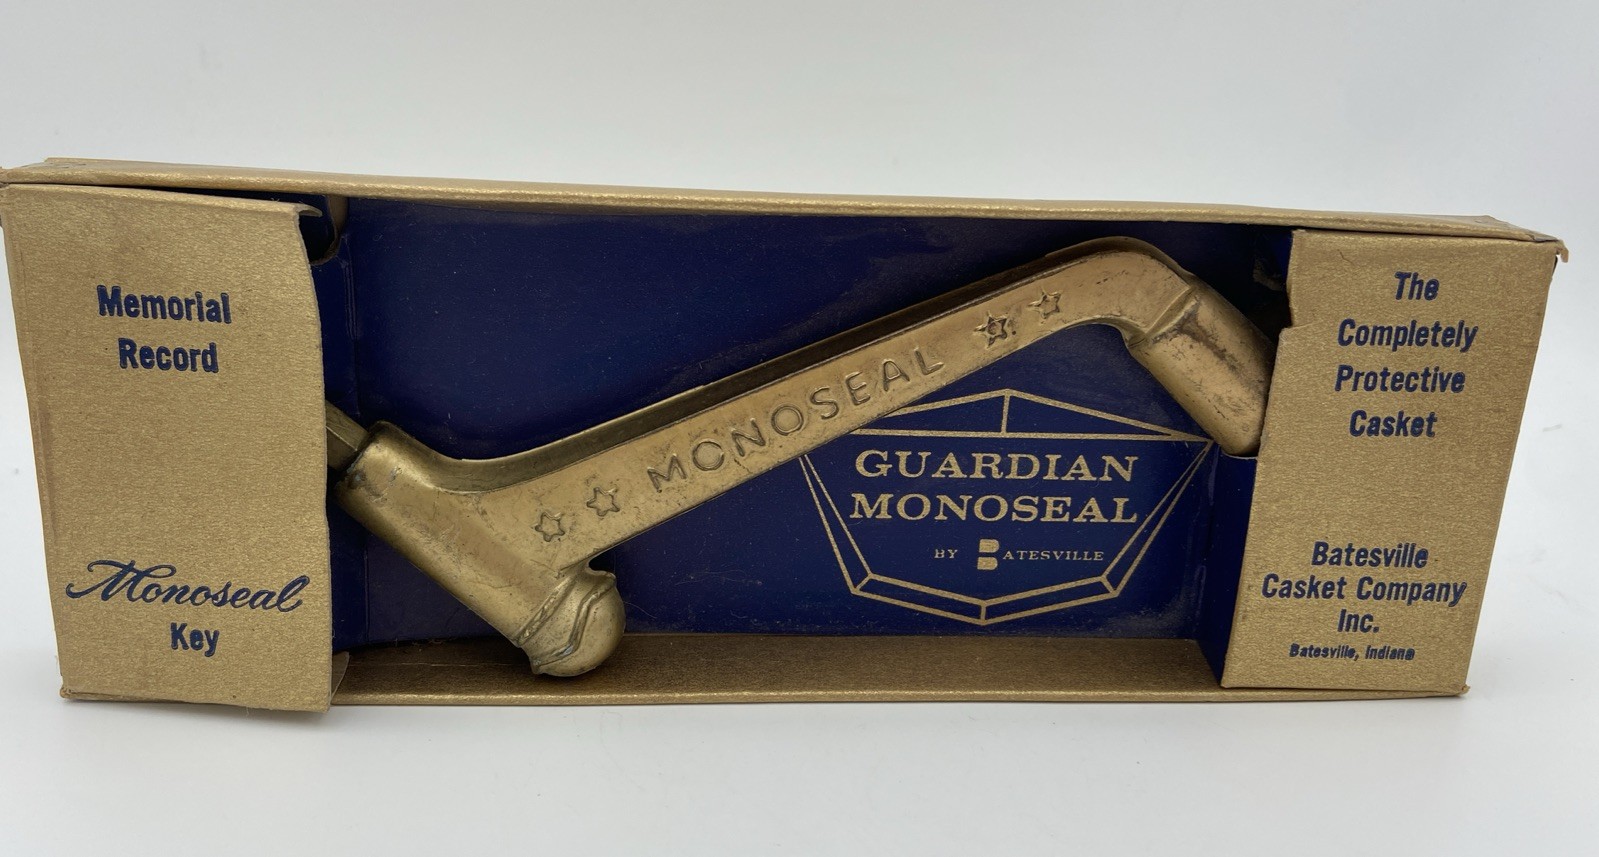 Memorial
Record
Monoseal
Key
☆ ☆ MONOSEAL ☆ ☆
GUARDIAN
MONOSEAL
BY BATESVILLE
The
Completely
Protective
Casket
Batesville
Casket Company
Inc.
Batesville, Indiana